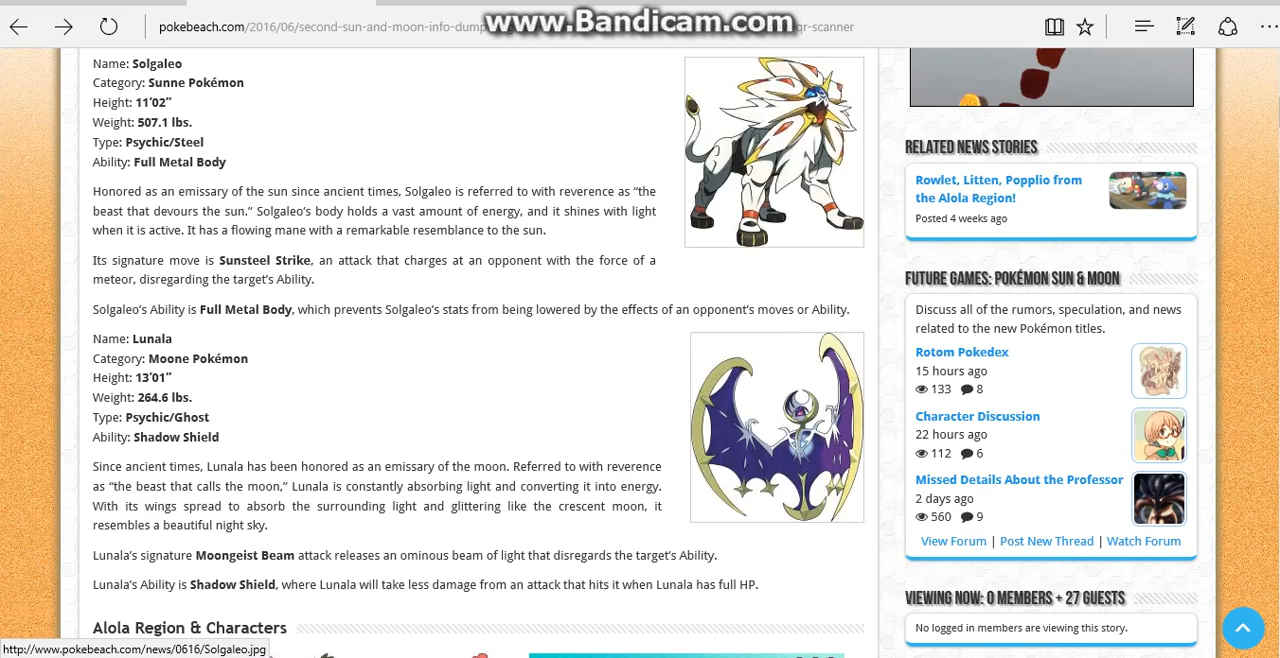 www.Bandicam.com
pokebeach.com/2016/06/second-sun-and-moon-info-dump
qr-scanner
Name: Solgaleo
Category: Sunne Pokémon
Height: 11’02”
Weight: 507.1 lbs.
Type: Psychic/Steel
Ability: Full Metal Body
Honored as an emissary of the sun since ancient times, Solgaleo is referred to with reverence as “the
beast that devours the sun.” Solgaleo’s body holds a vast amount of energy, and it shines with light
when it is active. It has a flowing mane with a remarkable resemblance to the sun.
Its signature move is Sunsteel Strike, an attack that charges at an opponent with the force of a
meteor, disregarding the target’s Ability.
Solgaleo’s Ability is Full Metal Body, which prevents Solgaleo’s stats from being lowered by the effects of an opponent’s moves or Ability.
Name: Lunala
Category: Moone Pokémon
Height: 13’01”
Weight: 264.6 lbs.
Type: Psychic/Ghost
Ability: Shadow Shield
Since ancient times, Lunala has been honored as an emissary of the moon. Referred to with reverence
as “the beast that calls the moon,” Lunala is constantly absorbing light and converting it into energy.
With its wings spread to absorb the surrounding light and glittering like the crescent moon, it
resembles a beautiful night sky.
Lunala’s signature Moongeist Beam attack releases an ominous beam of light that disregards the target’s Ability.
Lunala’s Ability is Shadow Shield, where Lunala will take less damage from an attack that hits it when Lunala has full HP.
Alola Region & Characters
http://www.pokebeach.com/news/0616/Solgaleo.jpg
RELATED NEWS STORIES
Rowlet, Litten, Popplio from
the Alola Region!
Posted 4 weeks ago
FUTURE GAMES: POKÉMON SUN & MOON
Discuss all of the rumors, speculation, and news
related to the new Pokémon titles.
Rotom Pokedex
15 hours ago
133 8
Character Discussion
22 hours ago
112 6
Missed Details About the Professor
2 days ago
560 9
View Forum | Post New Thread | Watch Forum
VIEWING NOW: 0 MEMBERS + 27 GUESTS
No logged in members are viewing this story.